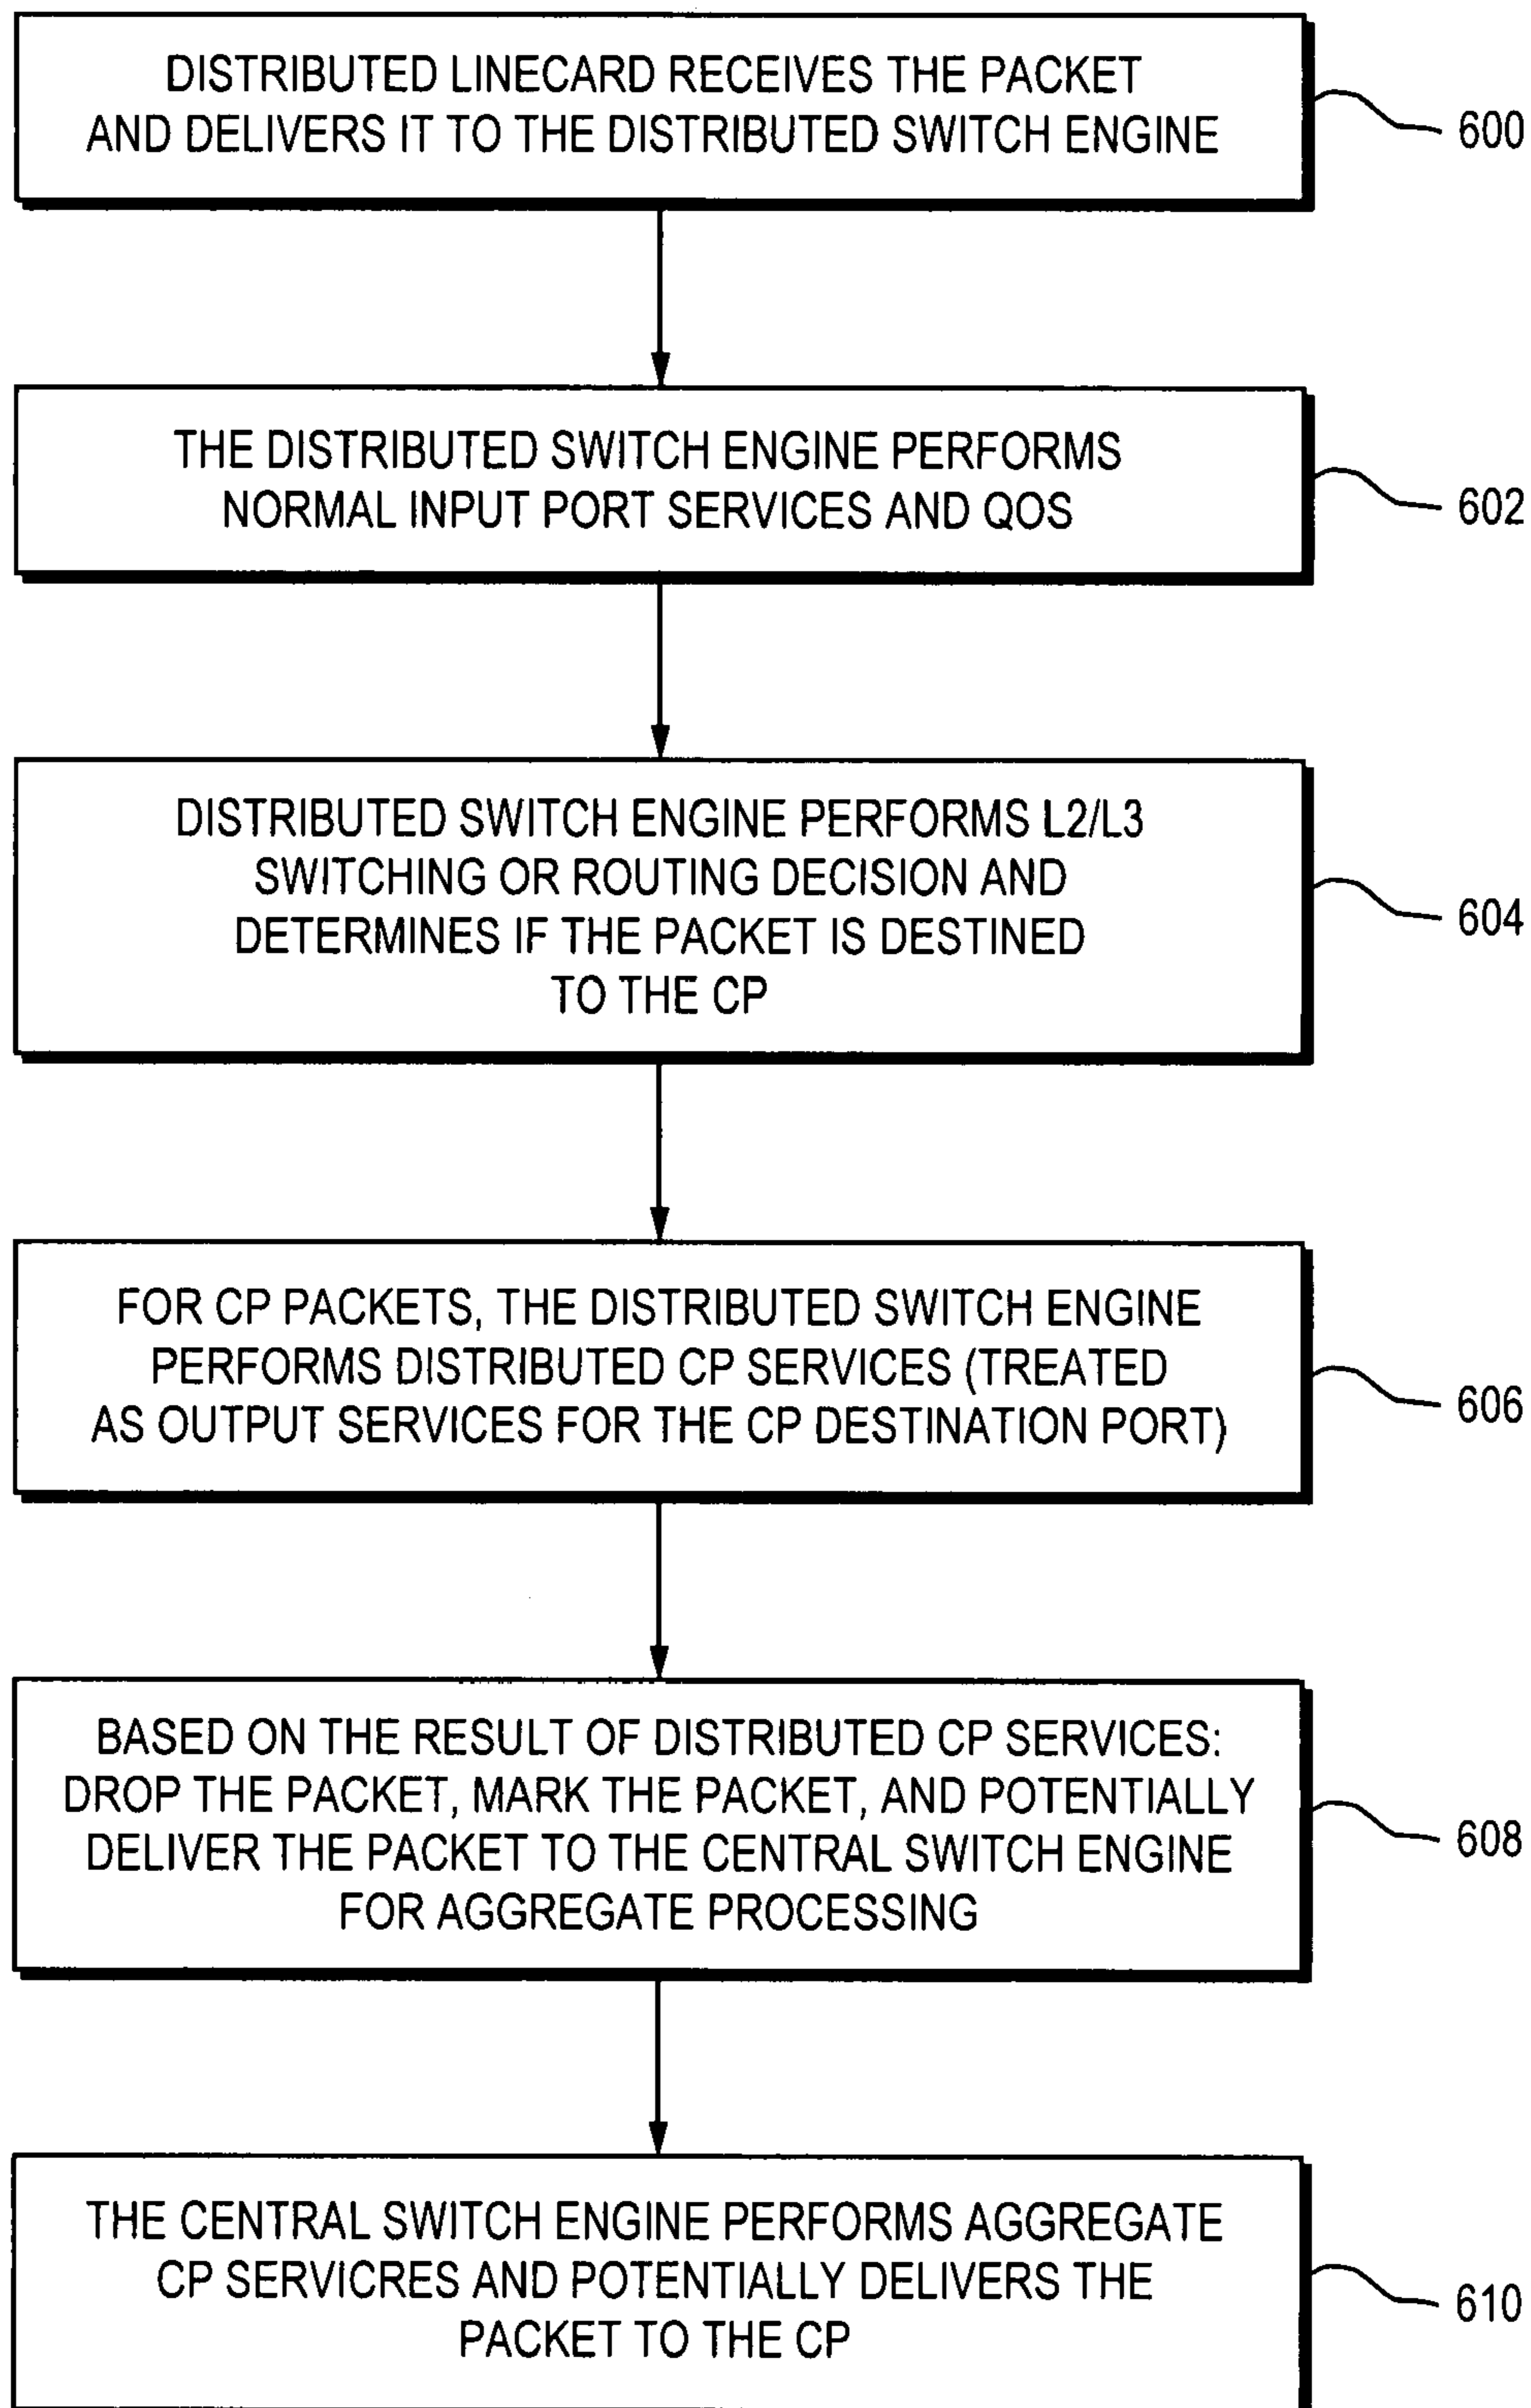 DISTRIBUTED LINECARD RECEIVES THE PACKET
AND DELIVERS IT TO THE DISTRIBUTED SWITCH ENGINE
600
THE DISTRIBUTED SWITCH ENGINE PERFORMS
NORMAL INPUT PORT SERVICES AND QOS
602
DISTRIBUTED SWITCH ENGINE PERFORMS L2/L3
SWITCHING OR ROUTING DECISION AND
DETERMINES IF THE PACKET IS DESTINED
TO THE CP
604
FOR CP PACKETS, THE DISTRIBUTED SWITCH ENGINE
PERFORMS DISTRIBUTED CP SERVICES (TREATED
AS OUTPUT SERVICES FOR THE CP DESTINATION PORT)
606
BASED ON THE RESULT OF DISTRIBUTED CP SERVICES:
DROP THE PACKET, MARK THE PACKET, AND POTENTIALLY
DELIVER THE PACKET TO THE CENTRAL SWITCH ENGINE
FOR AGGREGATE PROCESSING
608
THE CENTRAL SWITCH ENGINE PERFORMS AGGREGATE
CP SERVICRES AND POTENTIALLY DELIVERS THE
PACKET TO THE CP
610